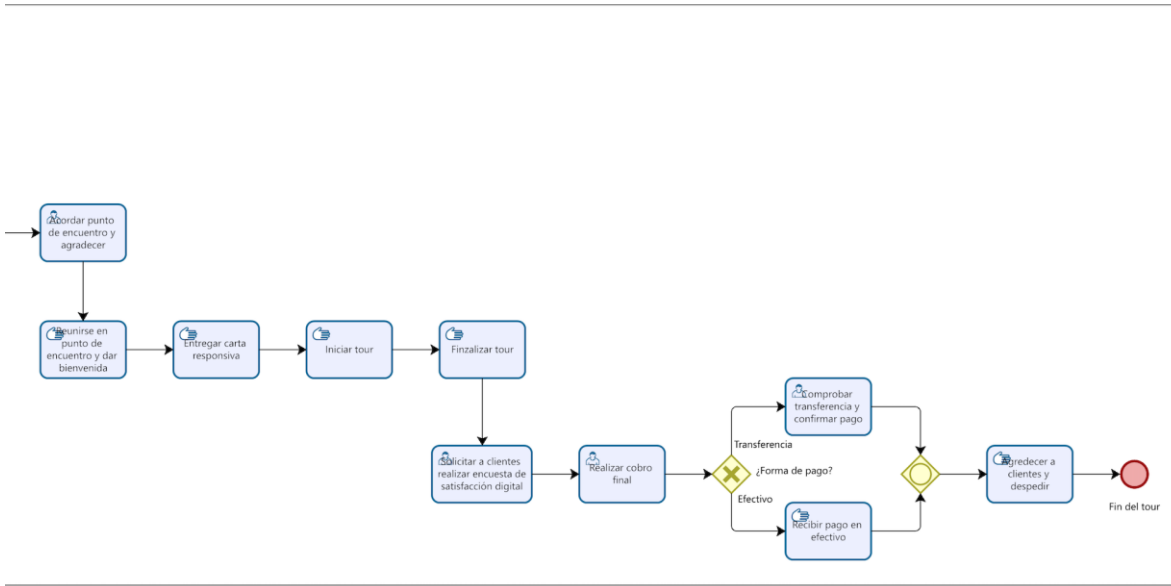 Acordar punto
de encuentro y
agradecer
Reunirse en
punto de
encuentro y dar
bienvenida
Entregar carta
responsiva
Iniciar tour
Finzalizar tour
Solicitar a clientes
realizar encuesta de
satisfacción digital
Realizar cobro
final
Transferencia
¿Forma de pago?
Efectivo
Comprobar
transferencia y
confirmar pago
Recibir pago en
efectivo
Agredecer a
clientes y
despedir
Fin del tour